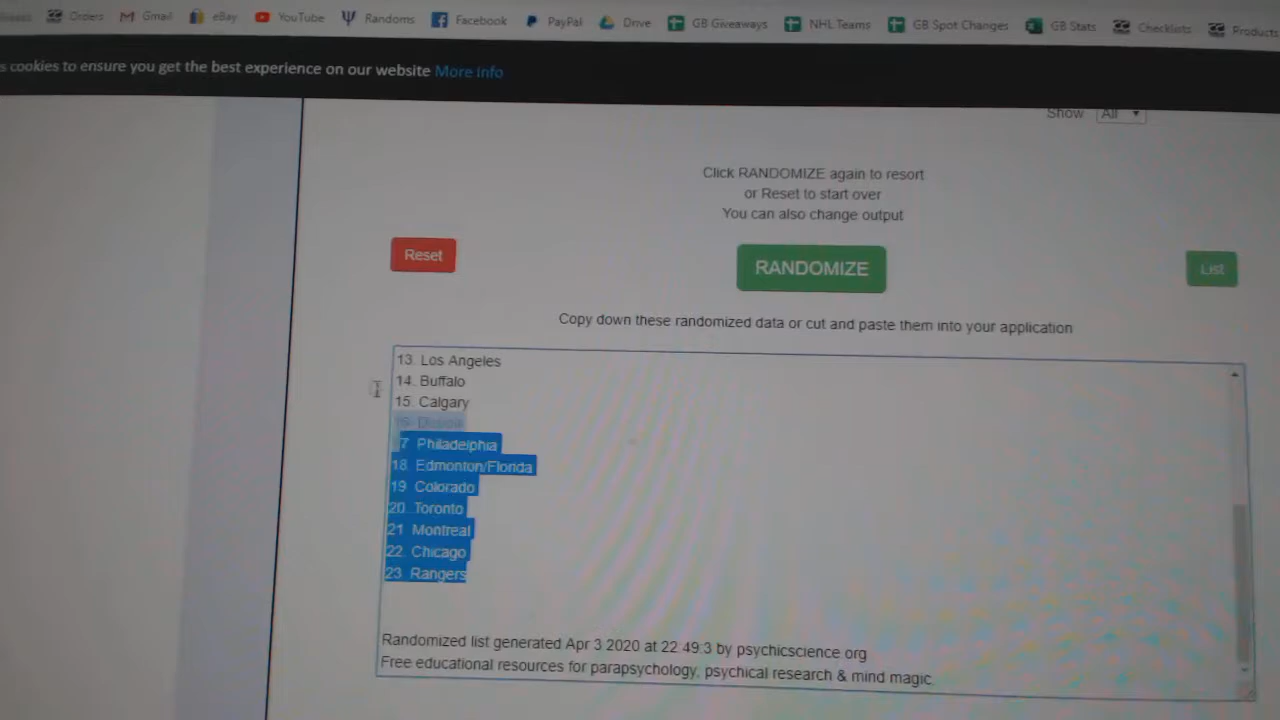 Orders Gmail eBay YouTube Randoms Facebook PayPal Drive GB Giveaways NHL Teams GB Spot Changes GB Stats Checklists Products
s cookies to ensure you get the best experience on our website More info
Show All
Click RANDOMIZE again to resort
or Reset to start over
You can also change output
Reset RANDOMIZE List
Copy down these randomized data or cut and paste them into your application
13. Los Angeles
14. Buffalo
15. Calgary
7 Philadelphia
18. Edmonton/Florida
19 Colorado
20. Toronto
21 Montreal
22. Chicago
23. Rangers
Randomized list generated Apr 3 2020 at 22:49:3 by psychicscience.org
Free educational resources for parapsychology, psychical research & mind magic